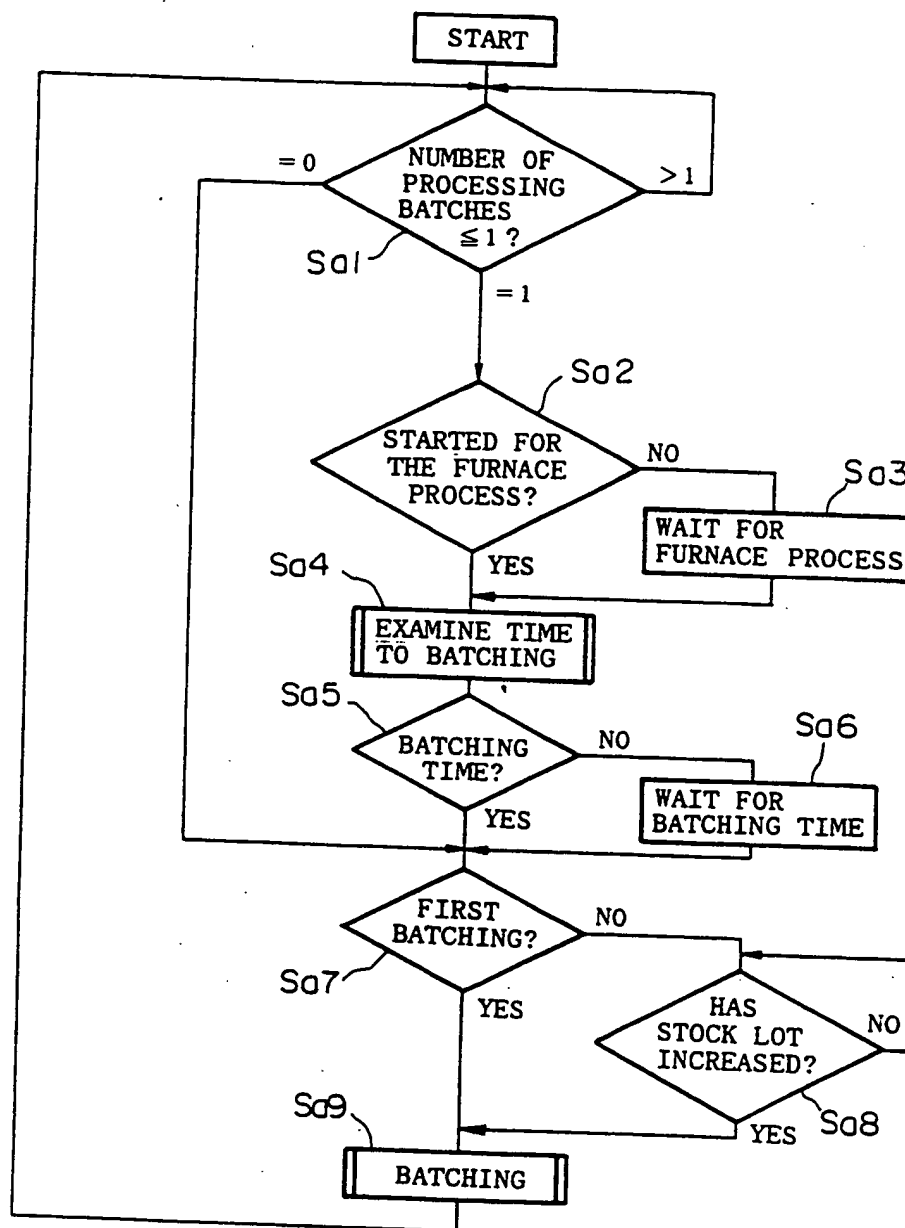 START
= 0
NUMBER OF
PROCESSING
BATCHES
≦ 1 ?
> 1
Sa1
= 1
Sa2
STARTED FOR
THE FURNACE
PROCESS?
NO
Sa3
WAIT FOR
FURNACE PROCESS
YES
Sa4
EXAMINE TIME
TO BATCHING
Sa5
BATCHING
TIME?
NO
Sa6
WAIT FOR
BATCHING TIME
YES
FIRST
BATCHING?
NO
Sa7
YES
HAS
STOCK LOT
INCREASED?
NO
Sa8
YES
Sa9
BATCHING